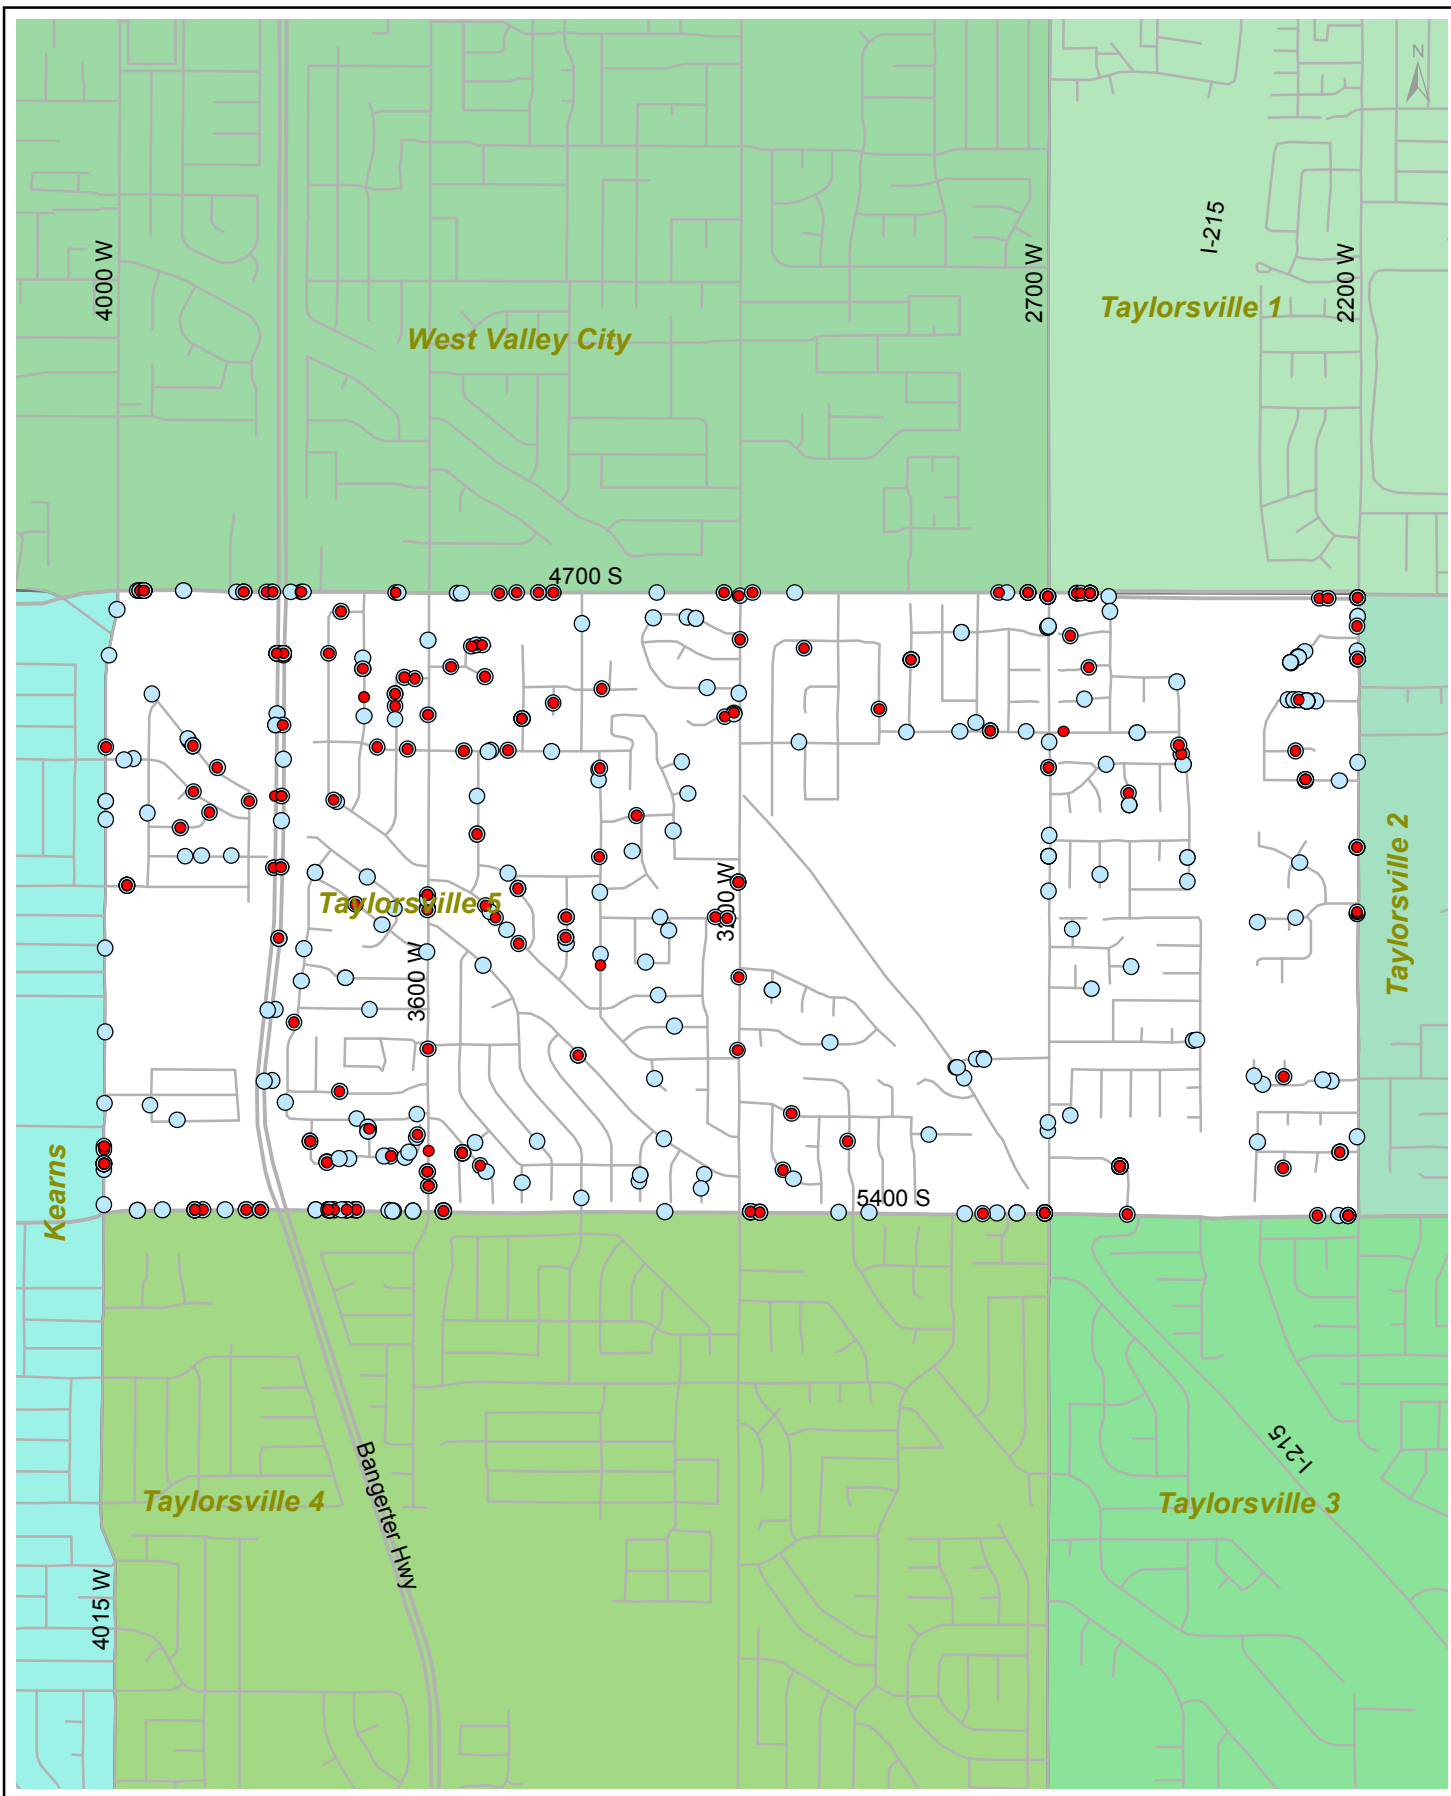 N
I-215
4000 W
2700 W
2200 W
Taylorsville 1
West Valley City
4700 S
Taylorsville 2
3200 W
Taylorsville 5
3600 W
Kearns
5400 S
I-215
Taylorsville 4
Taylorsville 3
Bangerter Hwy
4015 W